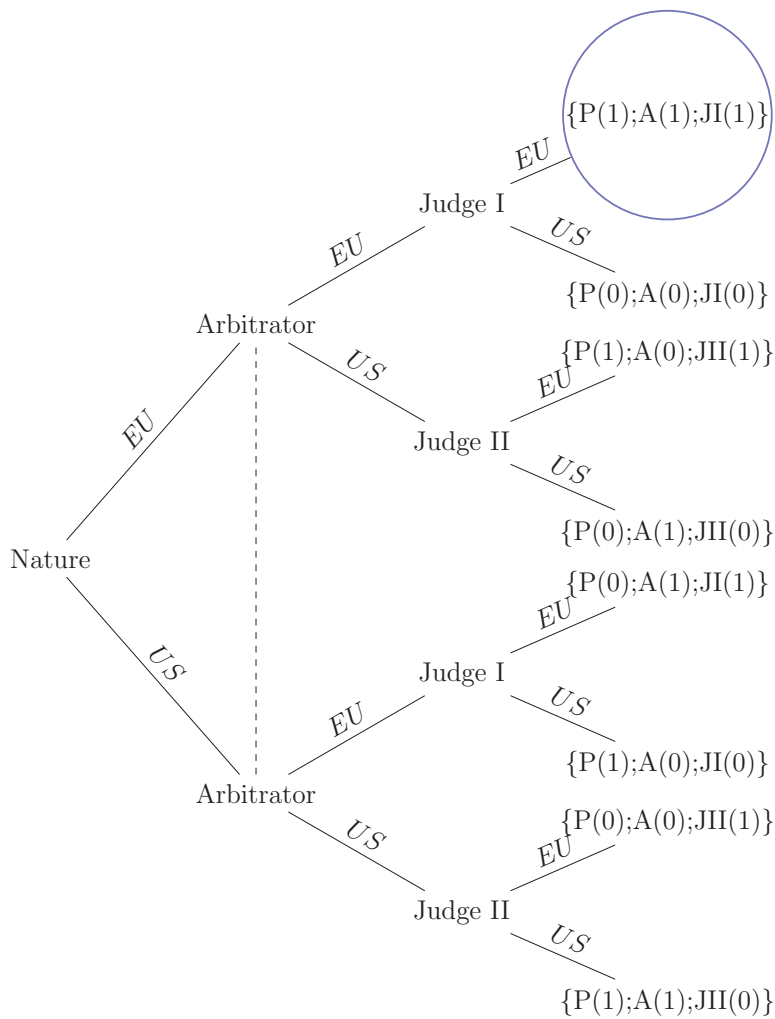 {P(1);A(1);JI(1)}
EU
Judge I
US
EU
{P(0);A(0);JI(0)}
Arbitrator
{P(1);A(0);JII(1)}
US
EU
EU
Judge II
US
{P(0);A(1);JII(0)}
Nature
{P(0);A(1);JI(1)}
EU
US
Judge I
US
EU
{P(1);A(0);JI(0)}
Arbitrator
{P(0);A(0);JII(1)}
US
EU
Judge II
US
{P(1);A(1);JII(0)}